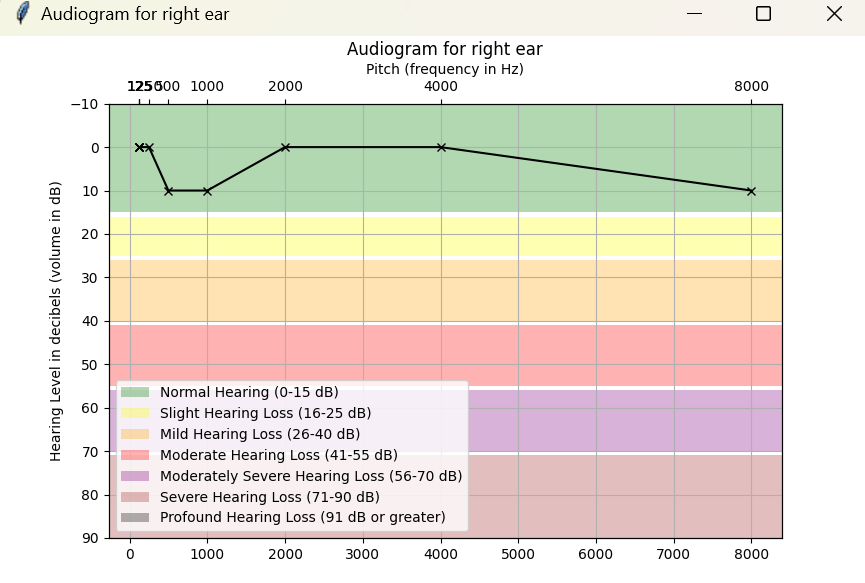 Audiogram for right ear
Audiogram for right ear
Pitch (frequency in Hz)
125 250 500 1000 2000 4000 8000
−10
0
10
20
30
40
50
60
70
80
90
Hearing Level in decibels (volume in dB)
Normal Hearing (0-15 dB)
Slight Hearing Loss (16-25 dB)
Mild Hearing Loss (26-40 dB)
Moderate Hearing Loss (41-55 dB)
Moderately Severe Hearing Loss (56-70 dB)
Severe Hearing Loss (71-90 dB)
Profound Hearing Loss (91 dB or greater)
0 1000 2000 3000 4000 5000 6000 7000 8000